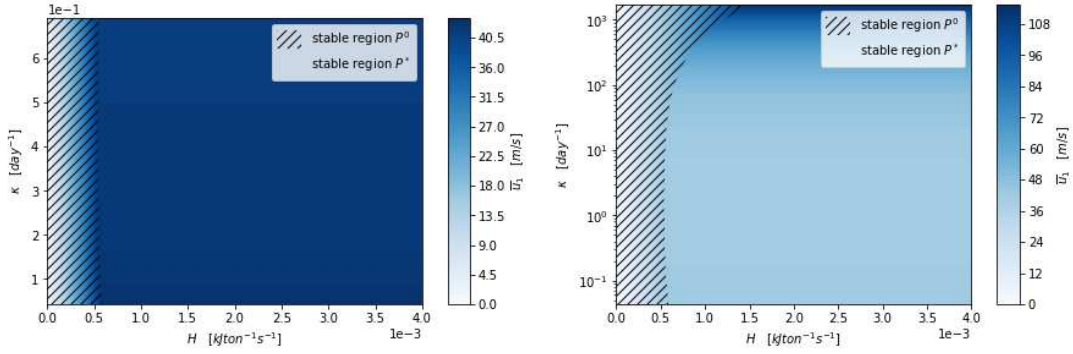 1e−1
6
5
4
3
2
1
κ [day⁻¹]
0.0 0.5 1.0 1.5 2.0 2.5 3.0 3.5 4.0
1e−3
H [kJton⁻¹s⁻¹]
stable region P⁰
stable region P*
40.5
36.0
31.5
27.0
22.5
18.0
13.5
9.0
4.5
0.0
u̅₁ [m/s]
10³
10²
10¹
10⁰
10⁻¹
κ [day⁻¹]
0.0 0.5 1.0 1.5 2.0 2.5 3.0 3.5 4.0
1e−3
H [kJton⁻¹s⁻¹]
stable region P⁰
stable region P*
108
96
84
72
60
48
36
24
12
0
u̅₁ [m/s]